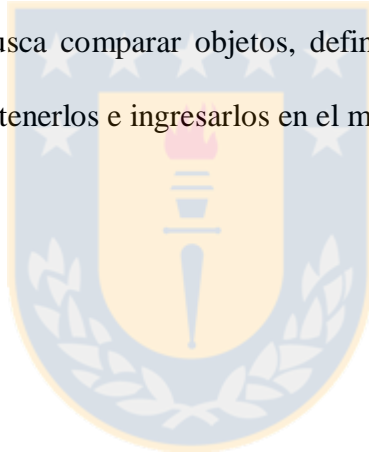 usca comparar objetos, defin
tenerlos e ingresarlos en el m